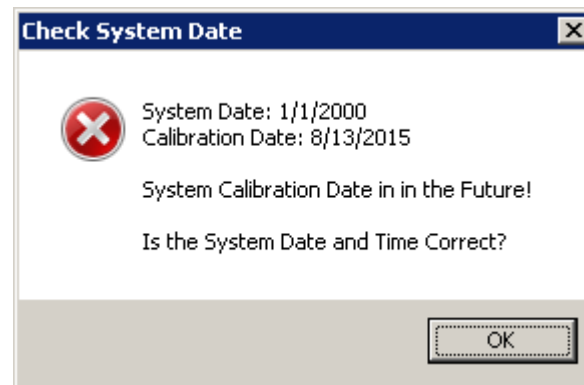 Check System Date
System Date: 1/1/2000
Calibration Date: 8/13/2015
System Calibration Date in in the Future!
Is the System Date and Time Correct?
OK